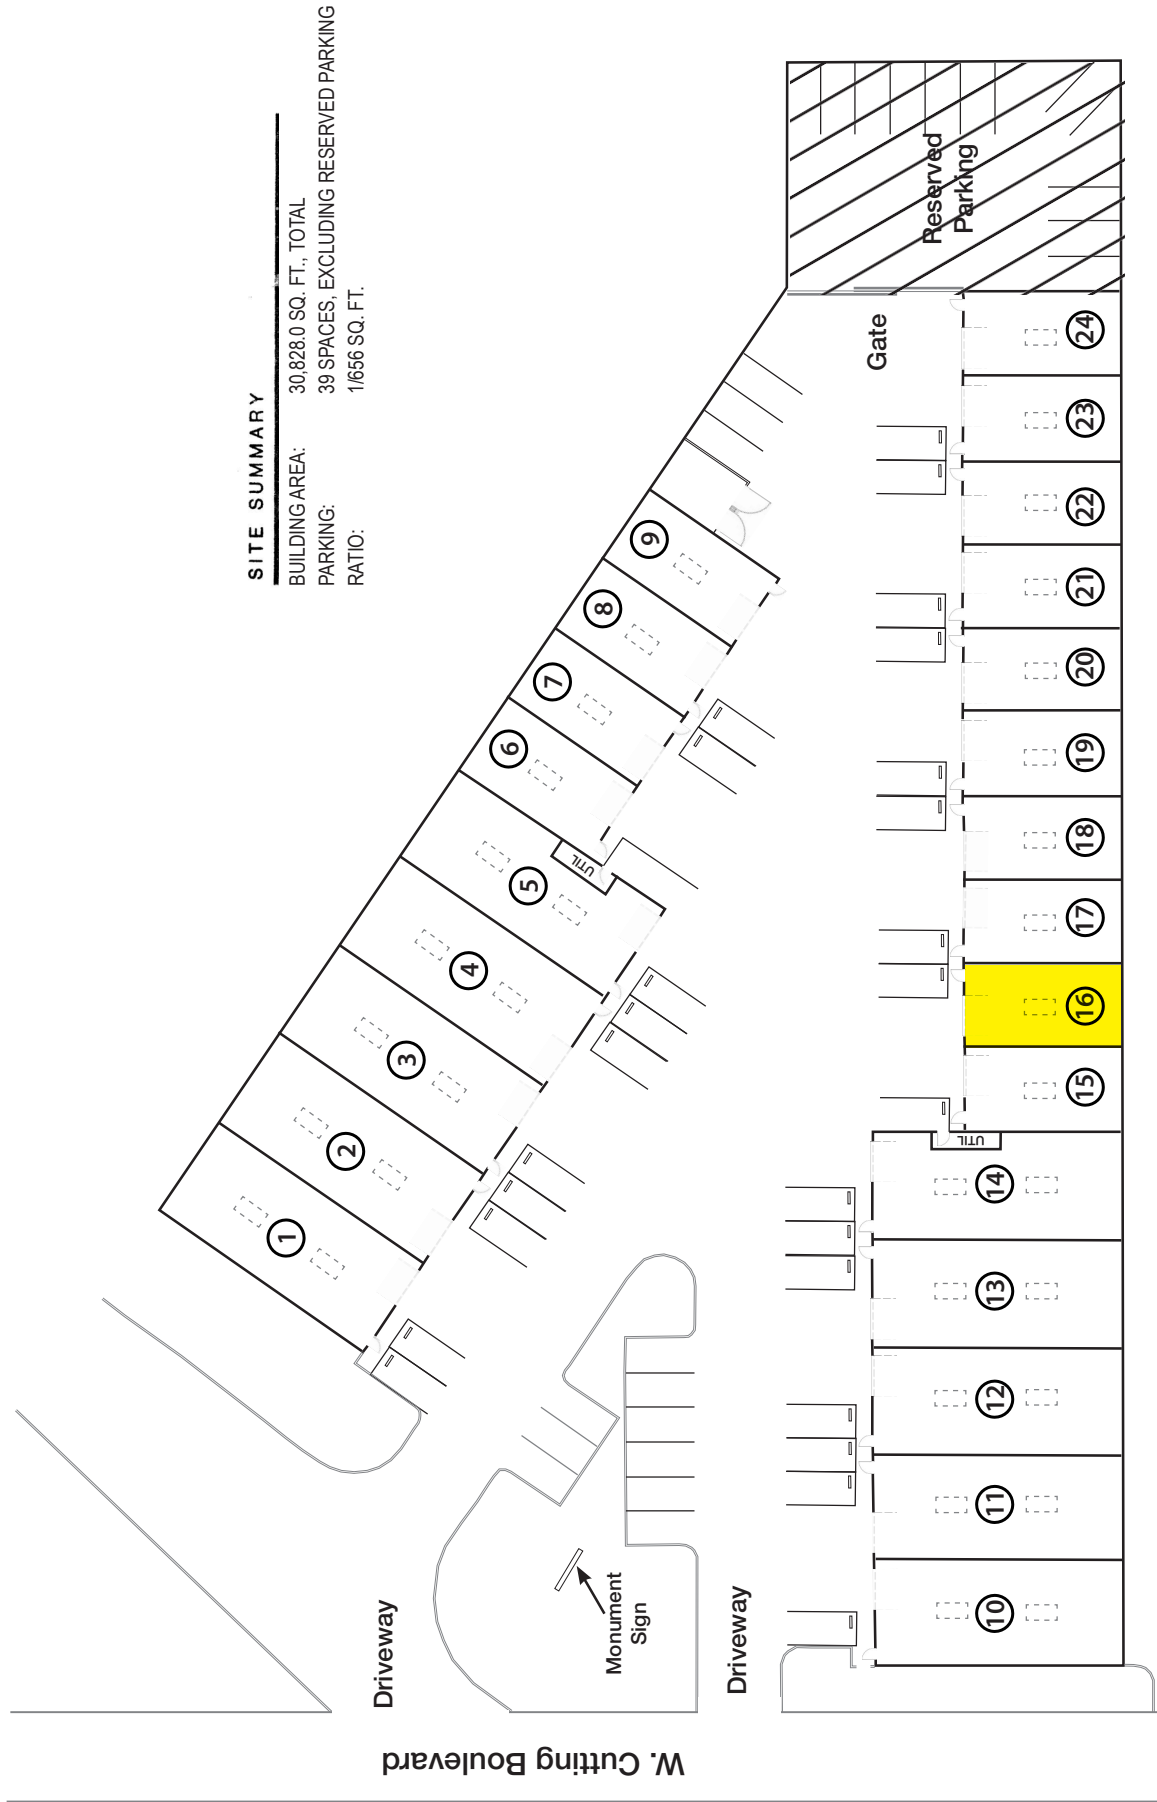 SITE SUMMARY
BUILDING AREA: 30,828.0 SQ. FT., TOTAL
PARKING: 39 SPACES, EXCLUDING RESERVED PARKING
RATIO: 1/656 SQ. FT.
1
2
3
4
5
UTIL
6
7
8
9
Reserved
Parking
Gate
10
11
12
13
14
UTIL
15
16
17
18
19
20
21
22
23
24
Driveway
Monument
Sign
Driveway
W. Cutting Boulevard